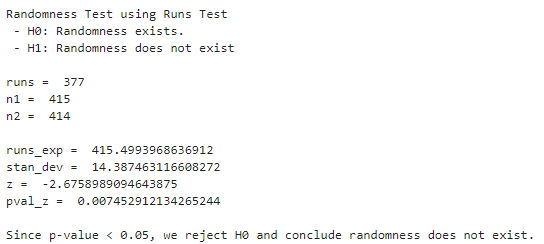 Randomness Test using Runs Test
 - H0: Randomness exists.
 - H1: Randomness does not exist
runs =  377
n1 =  415
n2 =  414
runs_exp =  415.4993968636912
stan_dev =  14.387463116608272
z =  -2.6758989094643875
pval_z =  0.007452912134265244
Since p-value < 0.05, we reject H0 and conclude randomness does not exist.